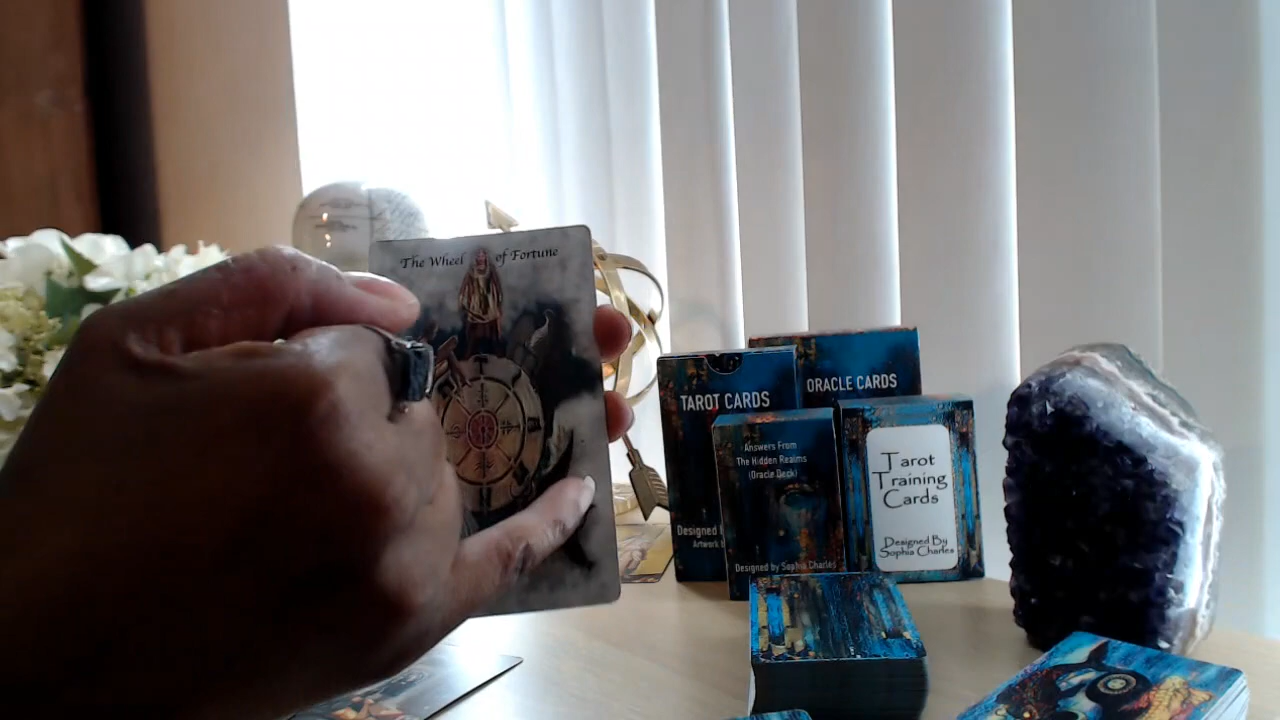 The Wheel of Fortune
TAROT CARDS
Designed
Artwork
ORACLE CARDS
Answers From
The Hidden Realms
(Oracle Deck)
Designed by Sophia Charles
Tarot
Training
Cards
Designed By
Sophia Charles